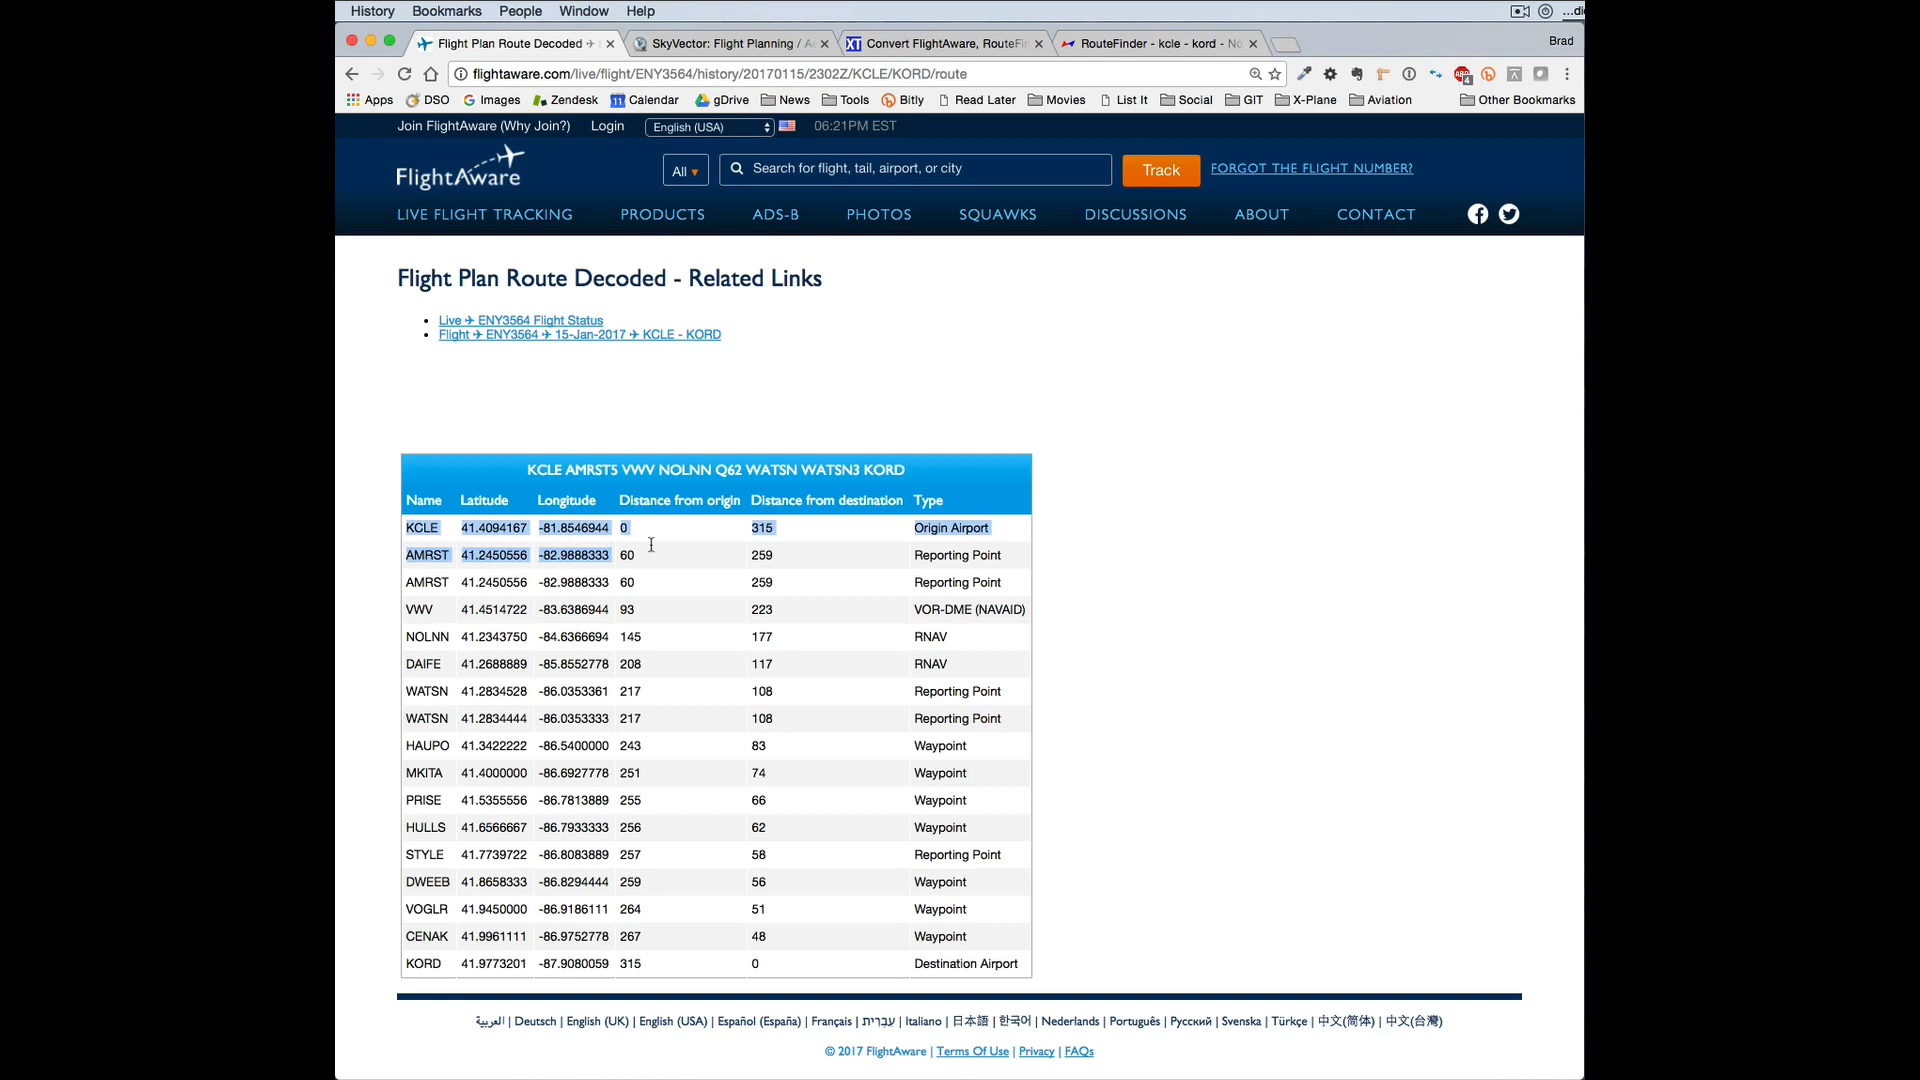 History Bookmarks People Window Help
Flight Plan Route Decoded SkyVector: Flight Planning / A Convert FlightAware, RouteFin RouteFinder - kcle - kord - No Brad
flightaware.com/live/flight/ENY3564/history/20170115/2302Z/KCLE/KORD/route
Apps DSO Images Zendesk Calendar gDrive News Tools Bitly Read Later Movies List It Social GIT X-Plane Aviation Other Bookmarks
Join FlightAware (Why Join?) Login English (USA) 06:21PM EST
FlightAware All Search for flight, tail, airport, or city Track FORGOT THE FLIGHT NUMBER?
LIVE FLIGHT TRACKING PRODUCTS ADS-B PHOTOS SQUAWKS DISCUSSIONS ABOUT CONTACT
Flight Plan Route Decoded - Related Links
• Live ✈ ENY3564 Flight Status
• Flight ✈ ENY3564 ✈ 15-Jan-2017 ✈ KCLE - KORD
KCLE AMRST5 VWV NOLNN Q62 WATSN WATSN3 KORD
Name Latitude Longitude Distance from origin Distance from destination Type
KCLE 41.4094167 -81.8546944 0 315 Origin Airport
AMRST 41.2450556 -82.9888333 60 259 Reporting Point
AMRST 41.2450556 -82.9888333 60 259 Reporting Point
VWV 41.4514722 -83.6386944 93 223 VOR-DME (NAVAID)
NOLNN 41.2343750 -84.6366694 145 177 RNAV
DAIFE 41.2688889 -85.8552778 208 117 RNAV
WATSN 41.2834528 -86.0353361 217 108 Reporting Point
WATSN 41.2834444 -86.0353333 217 108 Reporting Point
HAUPO 41.3422222 -86.5400000 243 83 Waypoint
MKITA 41.4000000 -86.6927778 251 74 Waypoint
PRISE 41.5355556 -86.7813889 255 66 Waypoint
HULLS 41.6566667 -86.7933333 256 62 Waypoint
STYLE 41.7739722 -86.8083889 257 58 Reporting Point
DWEEB 41.8658333 -86.8294444 259 56 Waypoint
VOGLR 41.9450000 -86.9186111 264 51 Waypoint
CENAK 41.9961111 -86.9752778 267 48 Waypoint
KORD 41.9773201 -87.9080059 315 0 Destination Airport
العربية | Deutsch | English (UK) | English (USA) | Español (España) | Français | עִבְרִית | Italiano | 日本語 | 한국어 | Nederlands | Português | Русский | Svenska | Türkçe | 中文(简体) | 中文(台灣)
© 2017 FlightAware | Terms Of Use | Privacy | FAQs